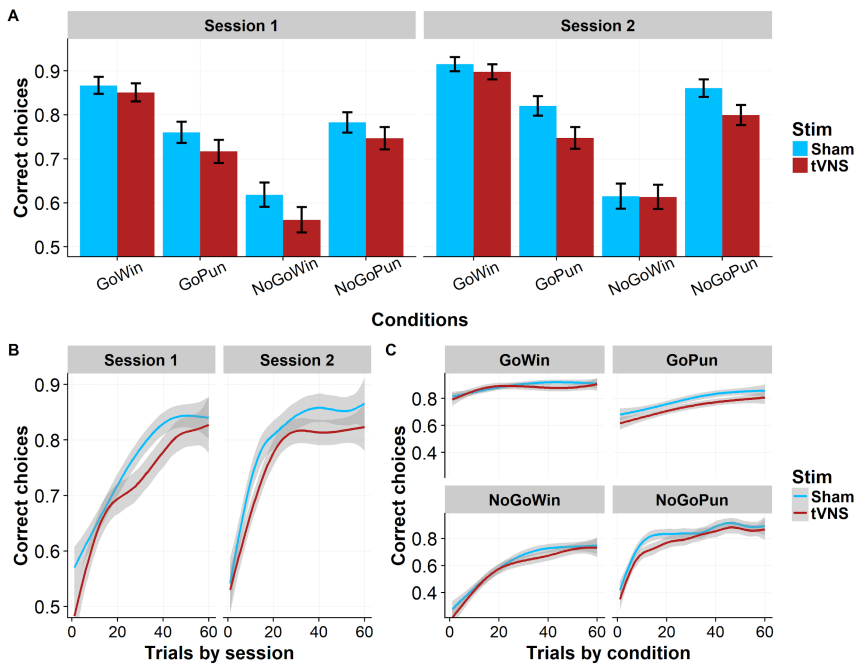 A
Session 1
Session 2
Correct choices
0.9
0.8
0.7
0.6
0.5
GoWin
GoPun
NoGoWin
NoGoPun
GoWin
GoPun
NoGoWin
NoGoPun
Conditions
Stim
Sham
tVNS
B
Session 1
Session 2
Correct choices
0.9
0.8
0.7
0.6
0.5
0
20
40
60
0
20
40
60
Trials by session
C
GoWin
GoPun
NoGoWin
NoGoPun
Correct choices
0.8
0.6
0.4
0.8
0.6
0.4
0
20
40
60
0
20
40
60
Trials by condition
Stim
Sham
tVNS